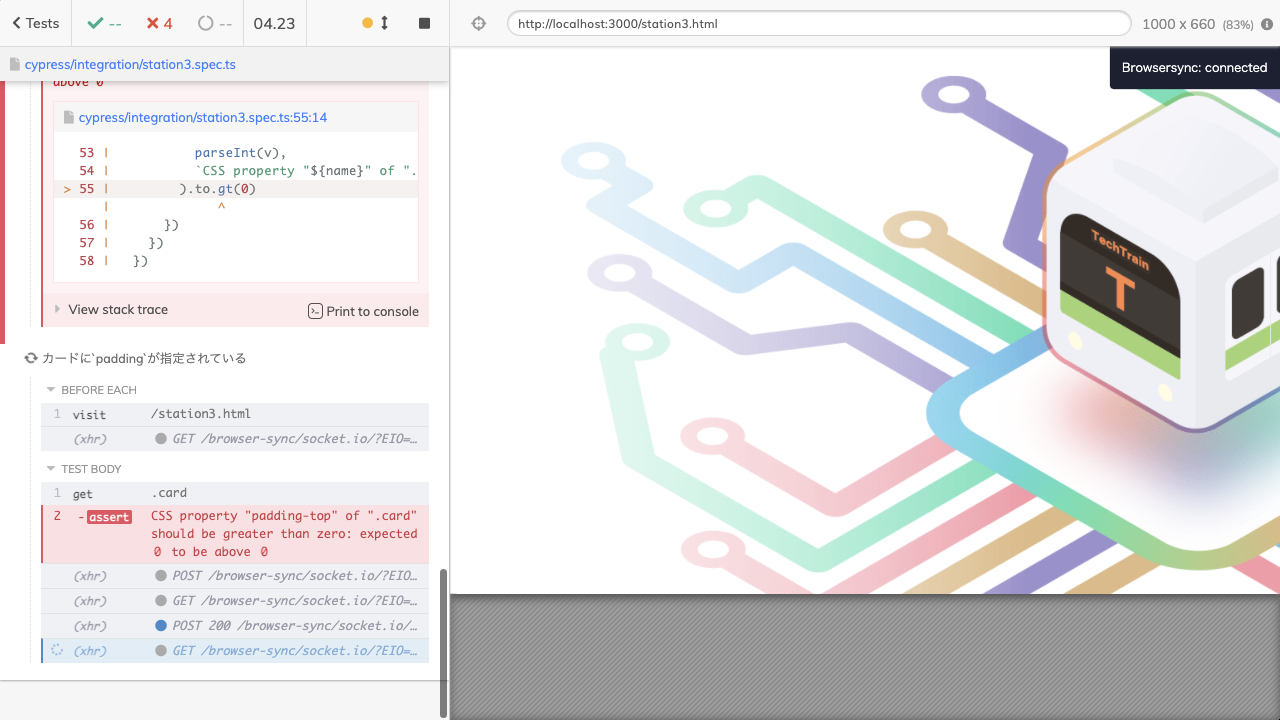 Tests
--
4
--
04.23
http://localhost:3000/station3.html
1000 x 660 (83%)
cypress/integration/station3.spec.ts
Browsersync: connected
above 0
cypress/integration/station3.spec.ts:55:14
53 | parseInt(v),
54 | `CSS property "${name}" of ".
> 55 | ).to.gt(0)
| ^
56 | })
57 | })
58 | })
View stack trace
Print to console
カードに`padding`が指定されている
BEFORE EACH
1 visit /station3.html
(xhr) GET /browser-sync/socket.io/?EIO=…
TEST BODY
1 get .card
2 -assert CSS property "padding-top" of ".card"
should be greater than zero: expected
0 to be above 0
(xhr) POST /browser-sync/socket.io/?EIO…
(xhr) GET /browser-sync/socket.io/?EIO=…
(xhr) POST 200 /browser-sync/socket.io/…
(xhr) GET /browser-sync/socket.io/?EIO=…
TechTrain
T